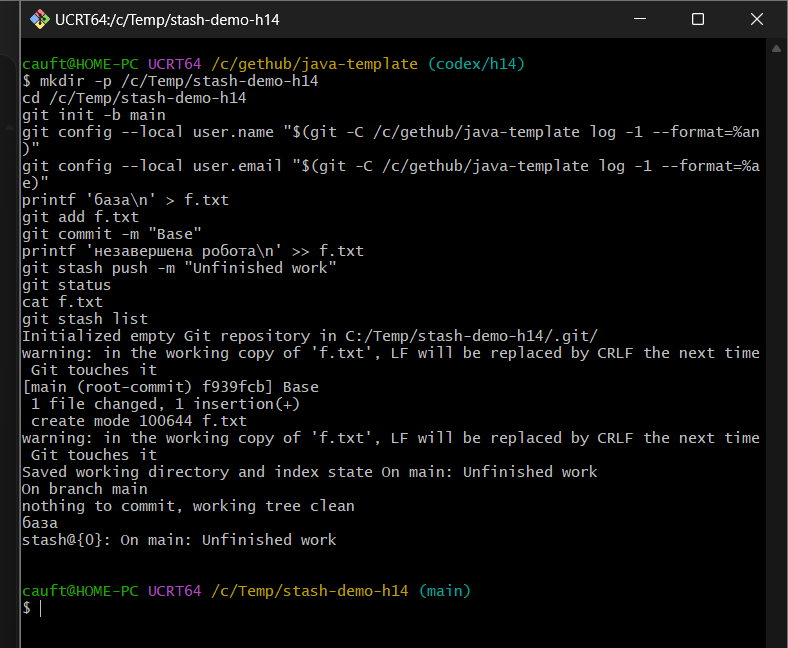 UCRT64:/c/Temp/stash-demo-h14
cauft@HOME-PC UCRT64 /c/gethub/java-template (codex/h14)
$ mkdir -p /c/Temp/stash-demo-h14
cd /c/Temp/stash-demo-h14
git init -b main
git config --local user.name "$(git -C /c/gethub/java-template log -1 --format=%an
)"
git config --local user.email "$(git -C /c/gethub/java-template log -1 --format=%a
e)"
printf 'база\n' > f.txt
git add f.txt
git commit -m "Base"
printf 'незавершена робота\n' >> f.txt
git stash push -m "Unfinished work"
git status
cat f.txt
git stash list
Initialized empty Git repository in C:/Temp/stash-demo-h14/.git/
warning: in the working copy of 'f.txt', LF will be replaced by CRLF the next time
 Git touches it
[main (root-commit) f939fcb] Base
 1 file changed, 1 insertion(+)
 create mode 100644 f.txt
warning: in the working copy of 'f.txt', LF will be replaced by CRLF the next time
 Git touches it
Saved working directory and index state On main: Unfinished work
On branch main
nothing to commit, working tree clean
база
stash@{0}: On main: Unfinished work
cauft@HOME-PC UCRT64 /c/Temp/stash-demo-h14 (main)
$